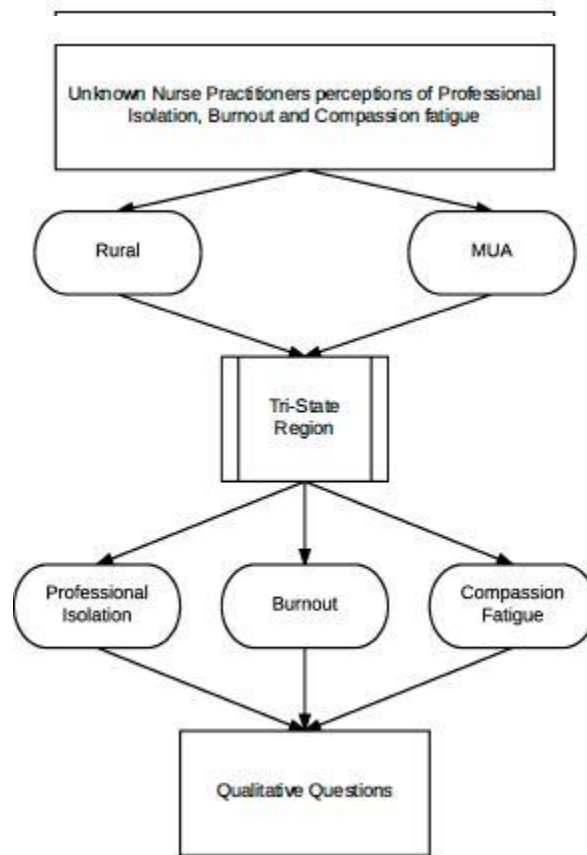 Unknown Nurse Practitioners perceptions of Professional
Isolation, Burnout and Compassion fatigue
Rural
MUA
Tri-State
Region
Professional
Isolation
Burnout
Compassion
Fatigue
Qualitative Questions